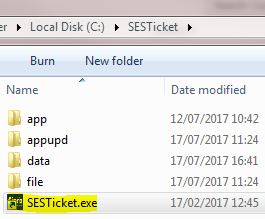 er ▸ Local Disk (C:) ▸ SESTicket ▸
Burn New folder
Name Date modified
app 12/07/2017 10:42
appupd 17/07/2017 11:24
data 17/07/2017 16:41
file 17/07/2017 11:24
SESTicket.exe 17/02/2017 12:45